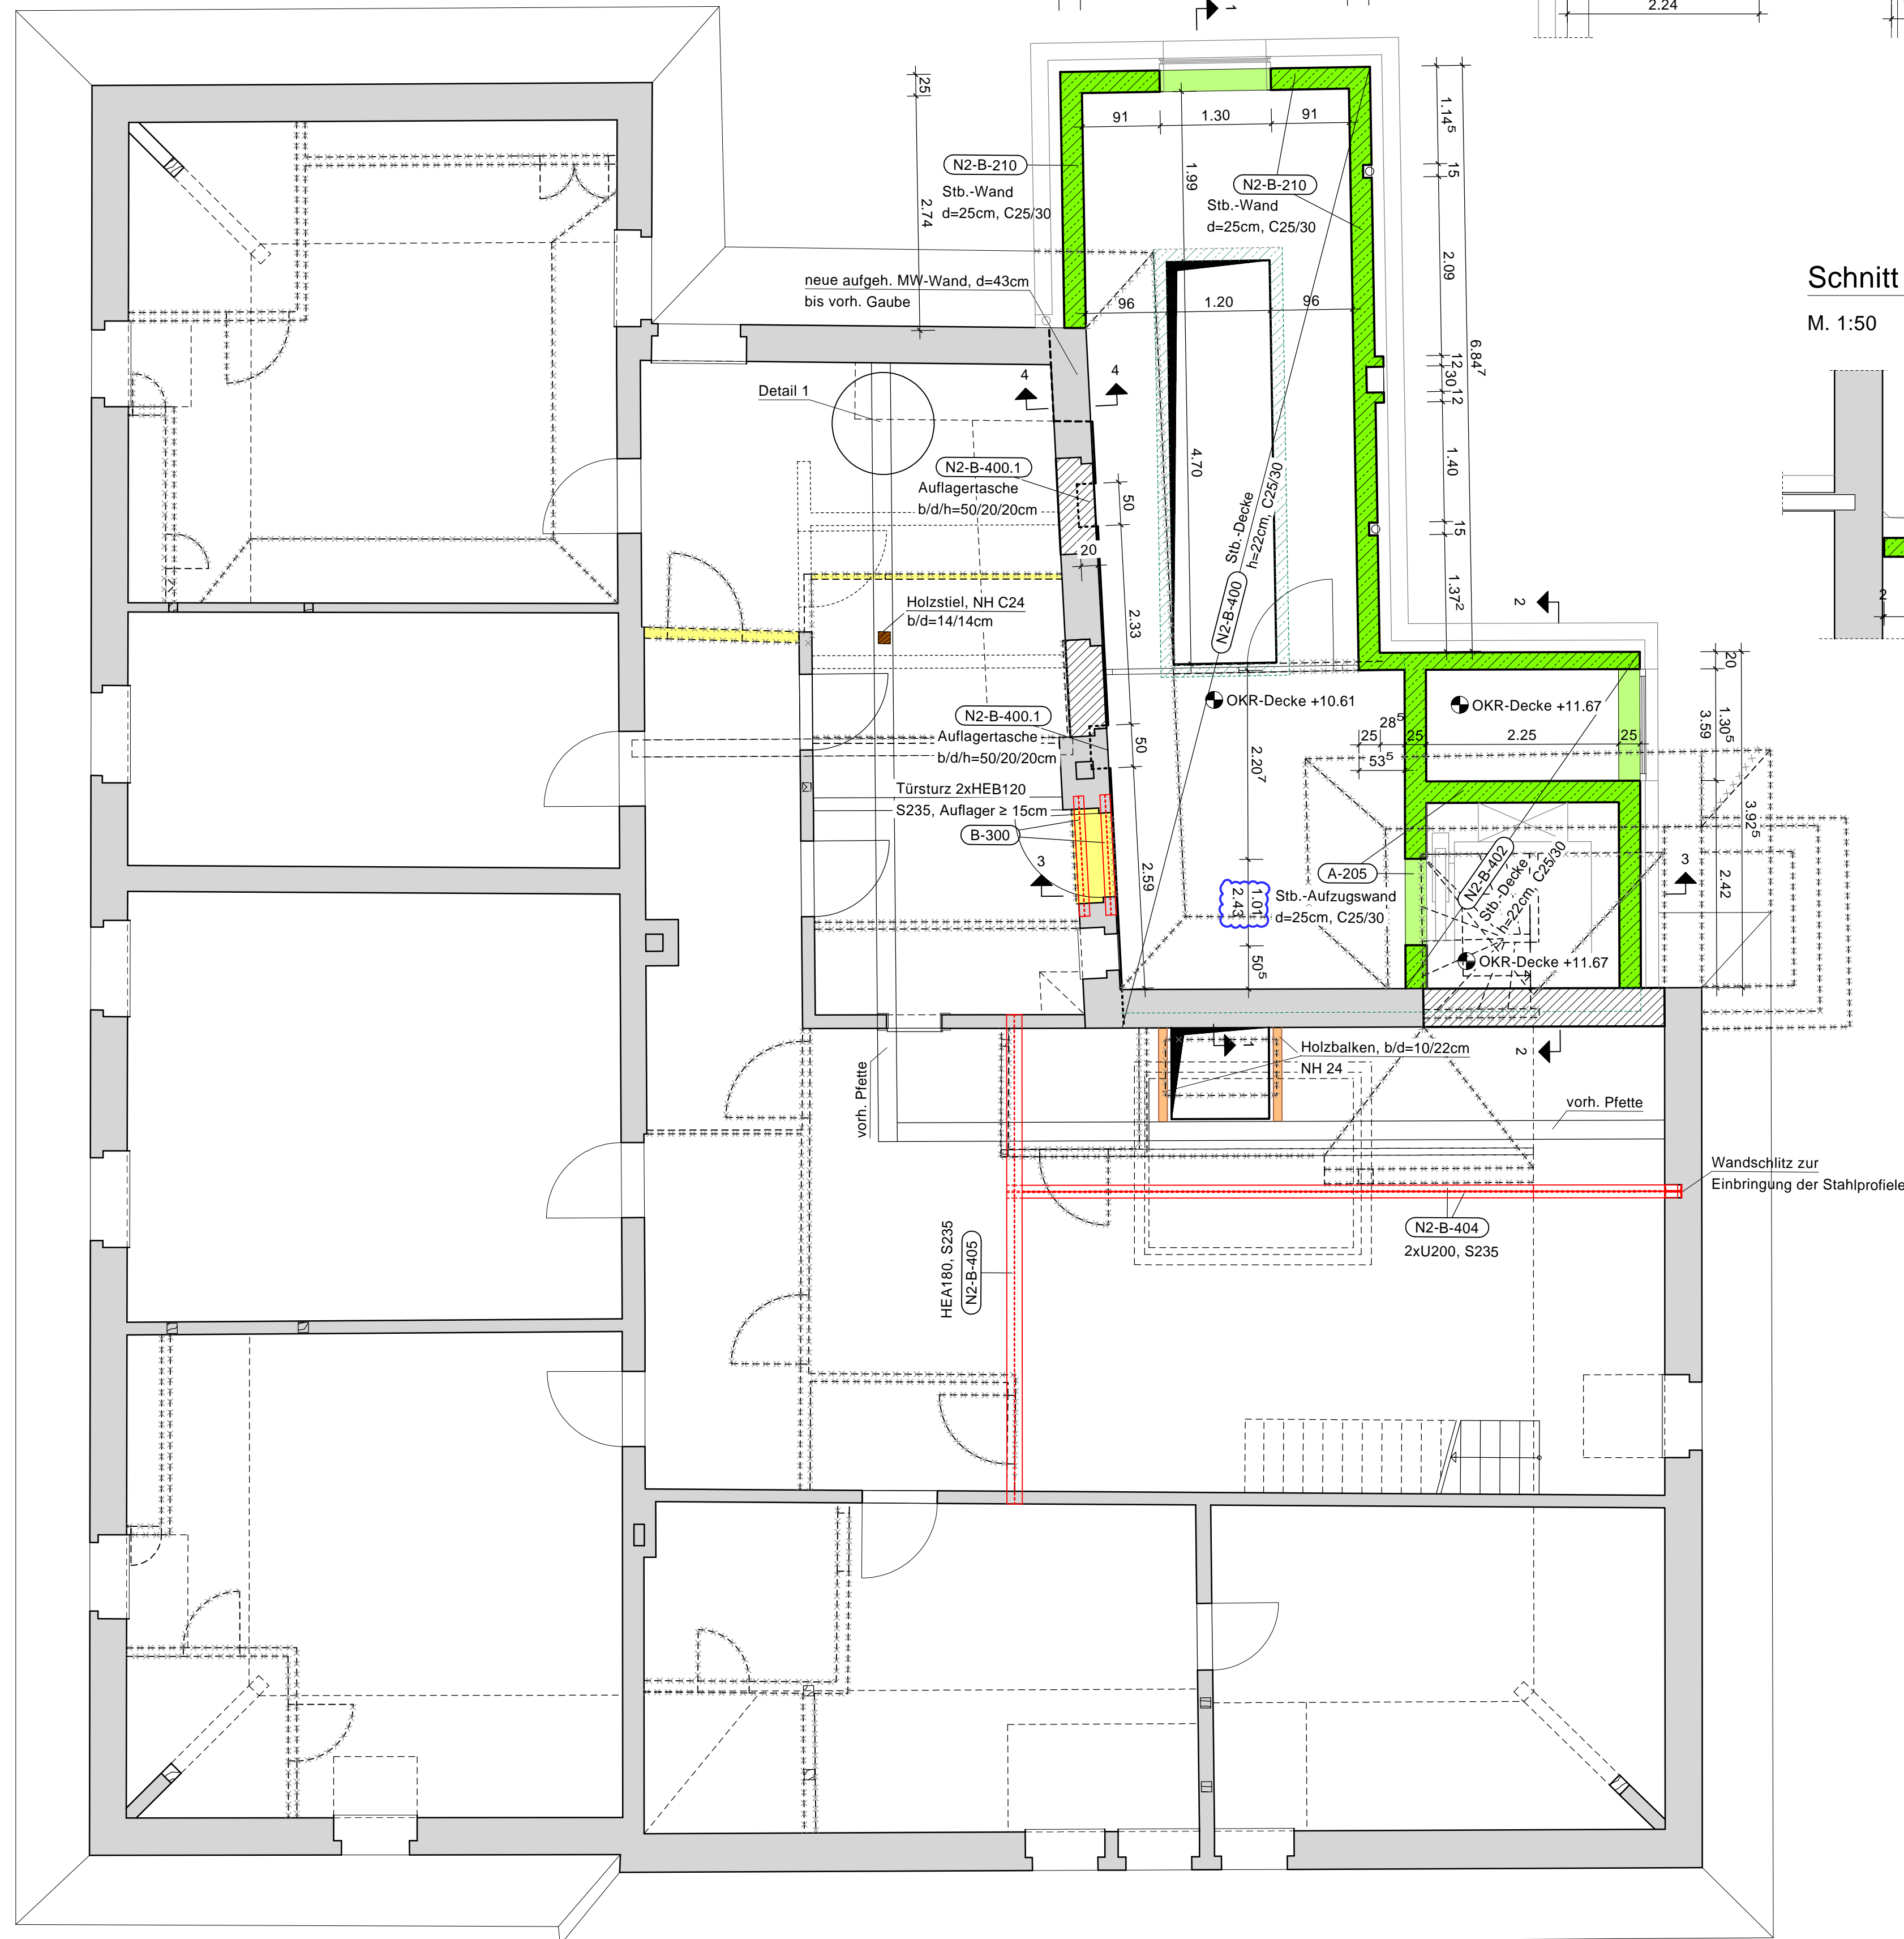 1
2.24
25
91
1.30
91
1.14⁵
15
N2-B-210
Stb.-Wand
d=25cm, C25/30
1.99
N2-B-210
Stb.-Wand
d=25cm, C25/30
2.74
2.09
neue aufgeh. MW-Wand, d=43cm
bis vorh. Gaube
96
1.20
96
6.84⁷
Schnitt
M. 1:50
12
30
12
4
4
Detail 1
1.40
4.70
N2-B-400.1
Auflagertasche
b/d/h=50/20/20cm
50
20
N2-B-400
Stb.-Decke
h=22cm, C25/30
15
1.37²
2
2
Holzstiel, NH C24
b/d=14/14cm
2.33
20
OKR-Decke +10.61
OKR-Decke +11.67
3.59
1.30⁵
N2-B-400.1
Auflagertasche
b/d/h=50/20/20cm
50
28⁵
25
25
2.25
25
53⁵
2.20⁷
Türsturz 2xHEB120
S235, Auflager ≥ 15cm
B-300
3.92⁵
3
2.59
1.01
2.43
A-205
Stb.-Aufzugswand
d=25cm, C25/30
N2-B-402
Stb.-Decke
h=22cm, C25/30
3
2.42
50⁵
OKR-Decke +11.67
1
Holzbalken, b/d=10/22cm
NH 24
2
vorh. Pfette
vorh. Pfette
Wandschlitz zur
Einbringung der Stahlprofiele
N2-B-404
2xU200, S235
HEA180, S235
N2-B-405